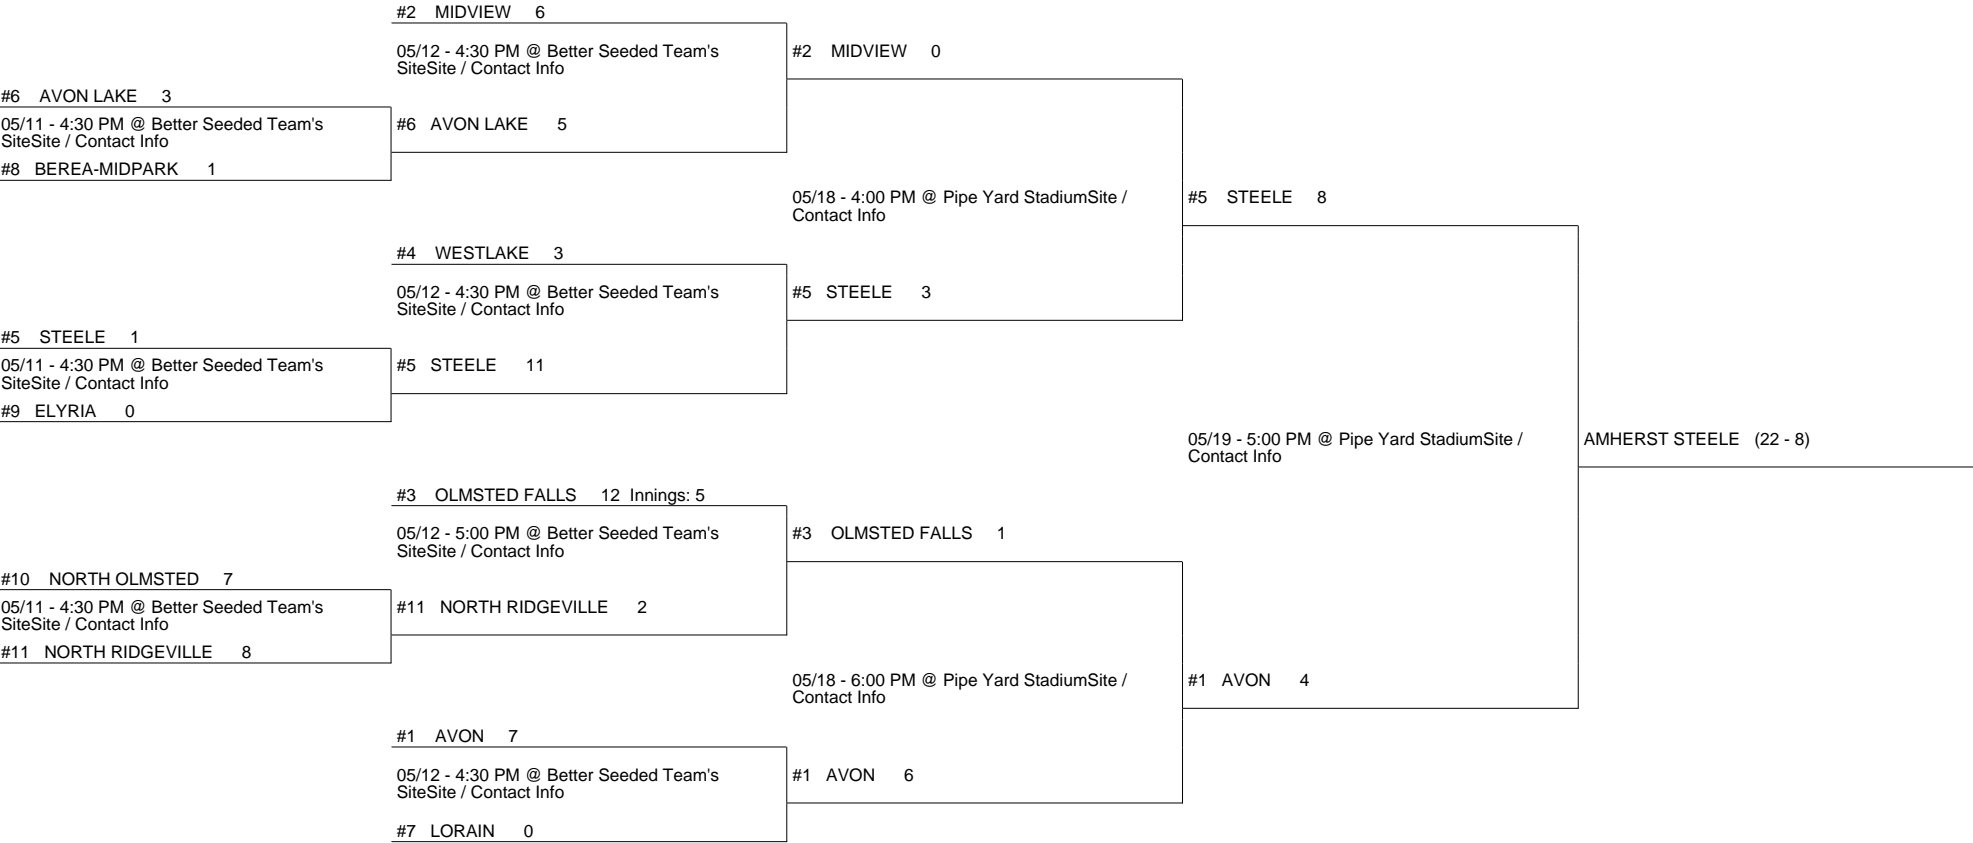 #2 MIDVIEW 6
05/12 - 4:30 PM @ Better Seeded Team's
SiteSite / Contact Info
#2 MIDVIEW 0
#6 AVON LAKE 3
05/11 - 4:30 PM @ Better Seeded Team's
SiteSite / Contact Info
#6 AVON LAKE 5
#8 BEREA-MIDPARK 1
05/18 - 4:00 PM @ Pipe Yard StadiumSite /
Contact Info
#5 STEELE 8
#4 WESTLAKE 3
05/12 - 4:30 PM @ Better Seeded Team's
SiteSite / Contact Info
#5 STEELE 3
#5 STEELE 1
05/11 - 4:30 PM @ Better Seeded Team's
SiteSite / Contact Info
#5 STEELE 11
#9 ELYRIA 0
05/19 - 5:00 PM @ Pipe Yard StadiumSite /
Contact Info
AMHERST STEELE (22 - 8)
#3 OLMSTED FALLS 12 Innings: 5
05/12 - 5:00 PM @ Better Seeded Team's
SiteSite / Contact Info
#3 OLMSTED FALLS 1
#10 NORTH OLMSTED 7
05/11 - 4:30 PM @ Better Seeded Team's
SiteSite / Contact Info
#11 NORTH RIDGEVILLE 2
#11 NORTH RIDGEVILLE 8
05/18 - 6:00 PM @ Pipe Yard StadiumSite /
Contact Info
#1 AVON 4
#1 AVON 7
05/12 - 4:30 PM @ Better Seeded Team's
SiteSite / Contact Info
#1 AVON 6
#7 LORAIN 0